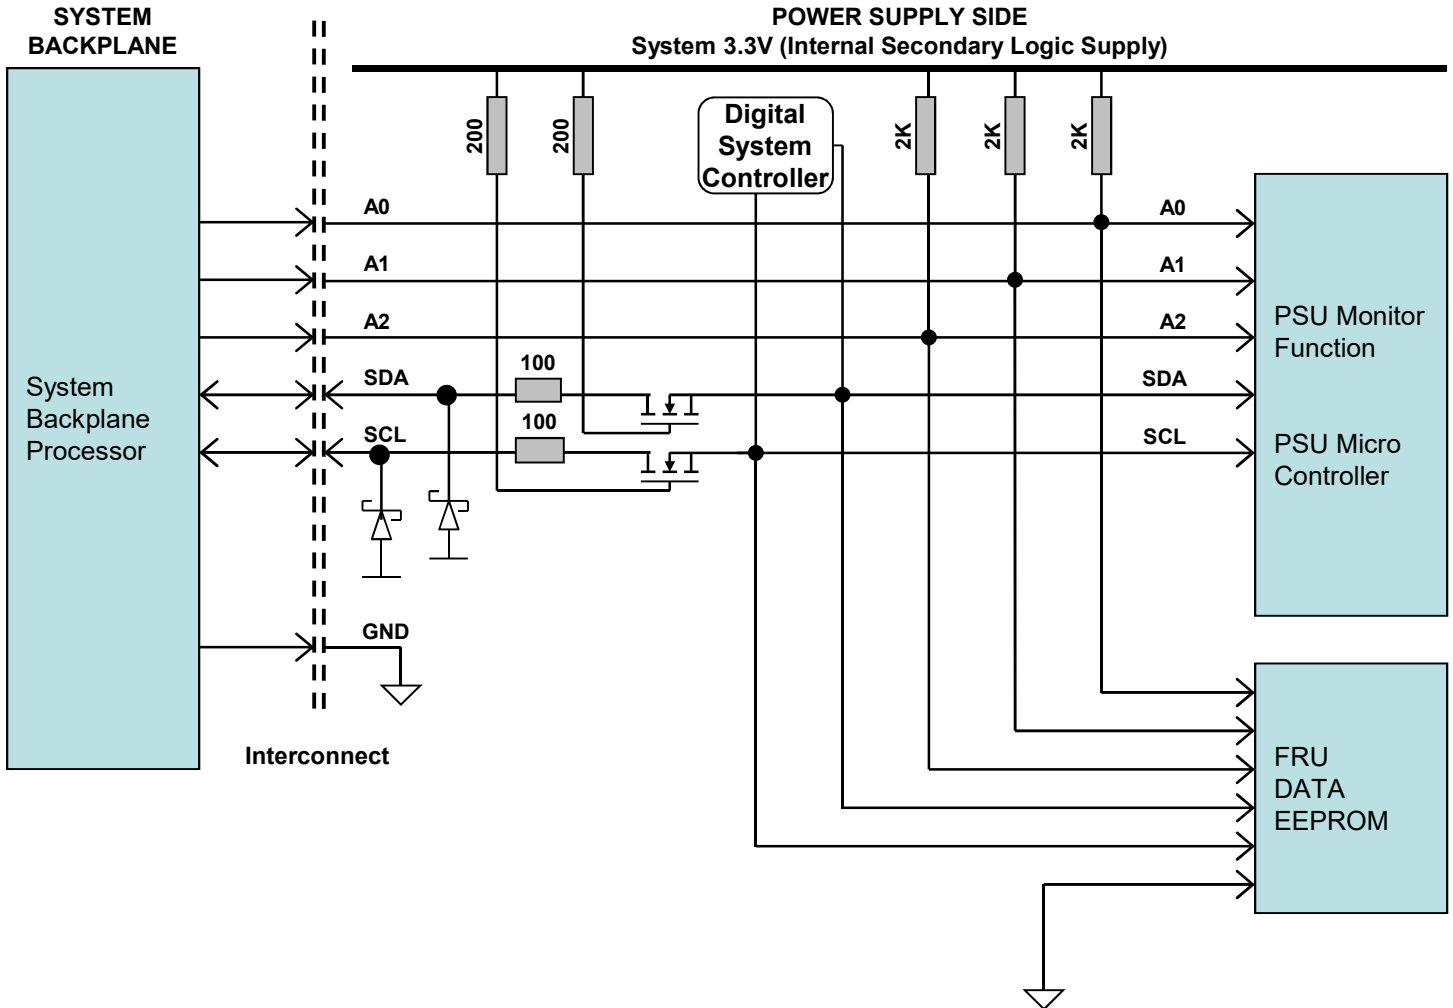 SYSTEM
BACKPLANE
POWER SUPPLY SIDE
System 3.3V (Internal Secondary Logic Supply)
200
200
Digital
System
Controller
2K
2K
2K
A0
A0
A1
A1
A2
A2
SDA
100
SDA
SCL
100
SCL
System
Backplane
Processor
PSU Monitor
Function
PSU Micro
Controller
GND
Interconnect
FRU
DATA
EEPROM